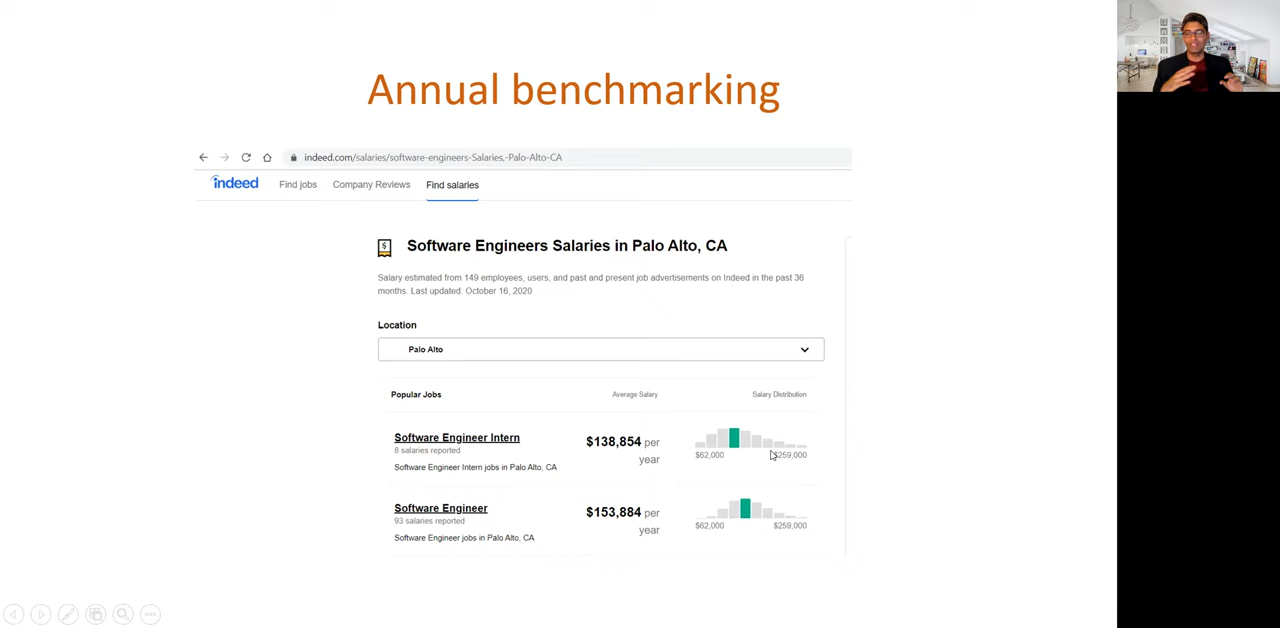 Annual benchmarking
indeed.com/salaries/software-engineers-Salaries,-Palo-Alto-CA
indeed Find jobs Company Reviews Find salaries
Software Engineers Salaries in Palo Alto, CA
Salary estimated from 149 employees, users, and past and present job advertisements on Indeed in the past 36
months. Last updated: October 16, 2020
Location
Palo Alto
Popular Jobs Average Salary Salary Distribution
Software Engineer Intern
8 salaries reported
Software Engineer Intern jobs in Palo Alto, CA
$138,854 per
year
$62,000 $259,000
Software Engineer
93 salaries reported
Software Engineer jobs in Palo Alto, CA
$153,884 per
year
$62,000 $259,000